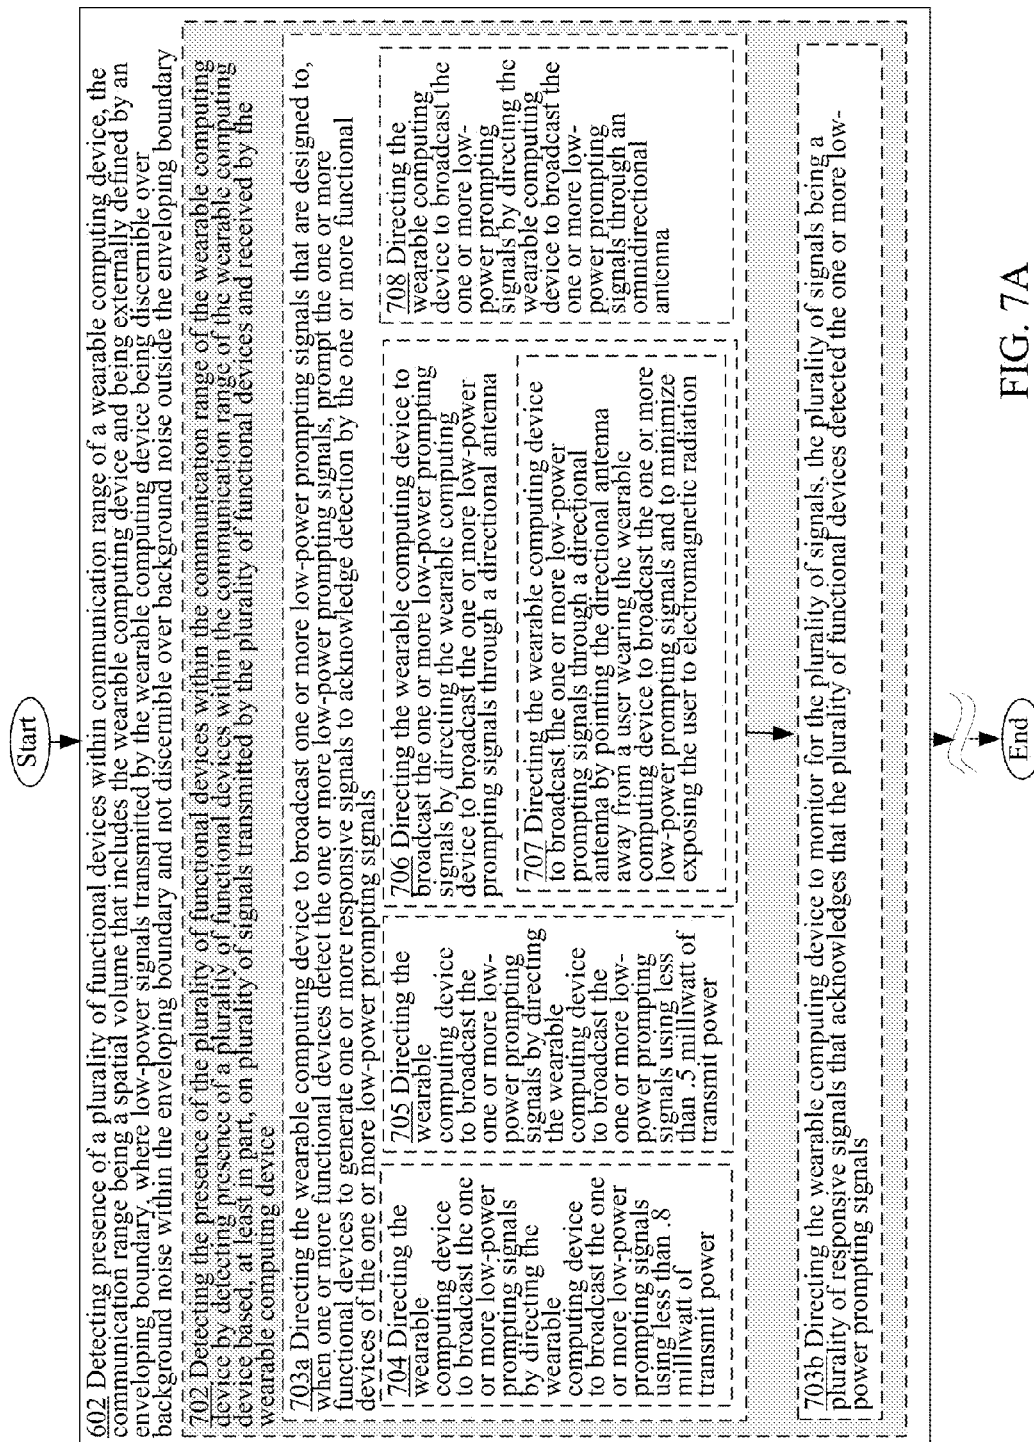 Start
602 Detecting presence of a plurality of functional devices within communication range of a wearable computing device, the
communication range being a spatial volume that includes the wearable computing device and being externally defined by an
enveloping boundary, where low-power signals transmitted by the wearable computing device being discernible over
background noise within the enveloping boundary and not discernible over background noise outside the enveloping boundary
702 Detecting the presence of the plurality of functional devices within the communication range of the wearable computing
device by detecting presence of a plurality of functional devices within the communication range of the wearable computing
device based, at least in part, on plurality of signals transmitted by the plurality of functional devices and received by the
wearable computing device
703a Directing the wearable computing device to broadcast one or more low-power prompting signals that are designed to,
when one or more functional devices detect the one or more low-power prompting signals, prompt the one or more
functional devices to generate one or more responsive signals to acknowledge detection by the one or more functional
devices of the one or more low-power prompting signals
704 Directing the
wearable
computing device
to broadcast the one
or more low-power
prompting signals
by directing the
wearable
computing device
to broadcast the one
or more low-power
prompting signals
using less than .8
milliwatt of
transmit power
705 Directing the
wearable
computing device
to broadcast the
one or more low-
power prompting
signals by directing
the wearable
computing device
to broadcast the
one or more low-
power prompting
signals using less
than .5 milliwatt of
transmit power
706 Directing the wearable computing device to
broadcast the one or more low-power prompting
signals by directing the wearable computing
device to broadcast the one or more low-power
prompting signals through a directional antenna
707 Directing the wearable computing device
to broadcast the one or more low-power
prompting signals through a directional
antenna by pointing the directional antenna
away from a user wearing the wearable
computing device to broadcast the one or more
low-power prompting signals and to minimize
exposing the user to electromagnetic radiation
708 Directing the
wearable computing
device to broadcast the
one or more low-
power prompting
signals by directing the
wearable computing
device to broadcast the
one or more low-
power prompting
signals through an
omnidirectional
antenna
703b Directing the wearable computing device to monitor for the plurality of signals, the plurality of signals being a
plurality of responsive signals that acknowledges that the plurality of functional devices detected the one or more low-
power prompting signals
End
FIG. 7A